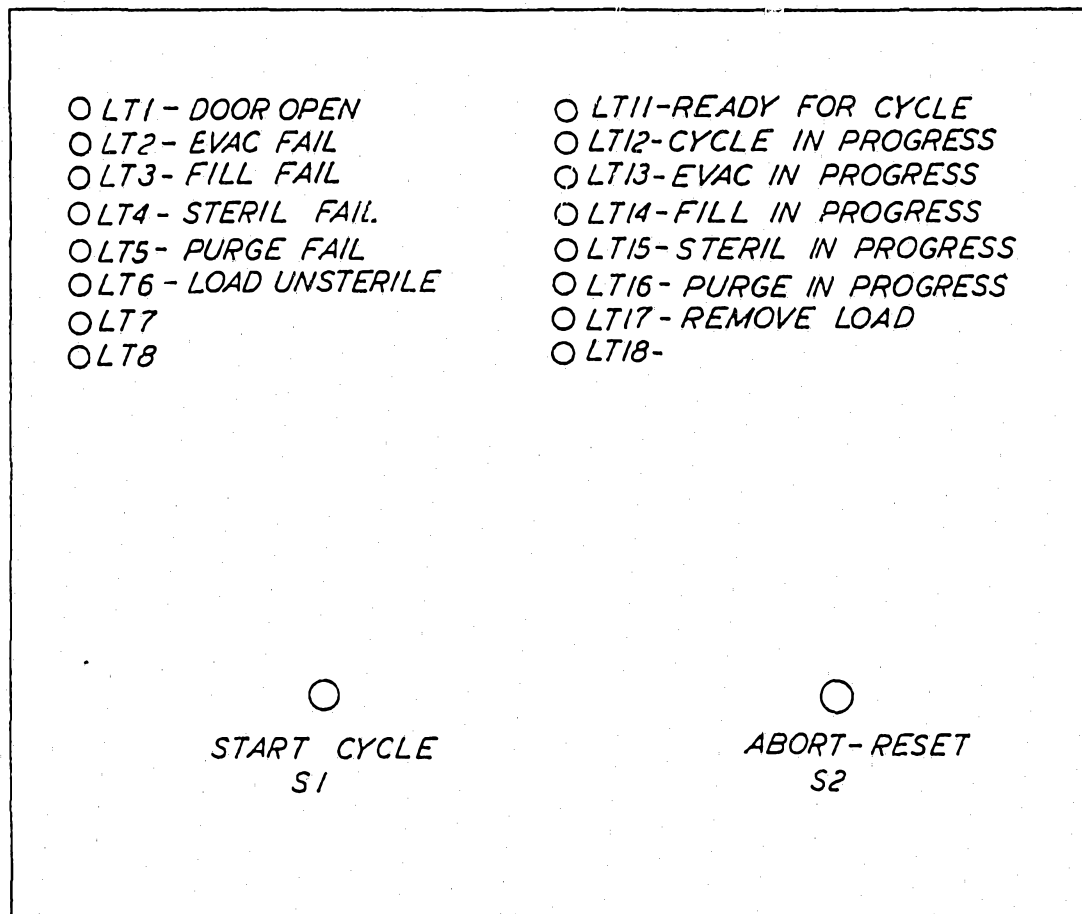 LT1 - DOOR OPEN
LT2 - EVAC FAIL
LT3 - FILL FAIL
LT4 - STERIL FAIL
LT5 - PURGE FAIL
LT6 - LOAD UNSTERILE
LT7
LT8
LT11-READY FOR CYCLE
LT12-CYCLE IN PROGRESS
LT13-EVAC IN PROGRESS
LT14-FILL IN PROGRESS
LT15-STERIL IN PROGRESS
LT16-PURGE IN PROGRESS
LT17-REMOVE LOAD
LT18-
START CYCLE
S1
ABORT-RESET
S2